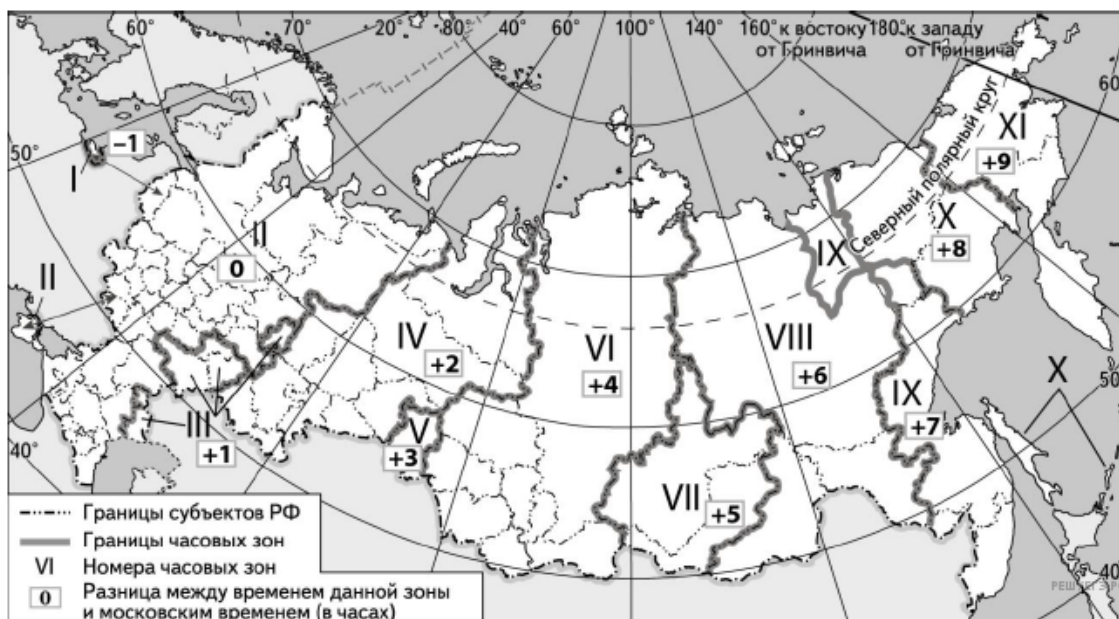 60°
70°
80°
100°
140°
160° к востоку
от Гринвича
180° к западу
от Гринвича
60°
50°
–1
I
II
0
II
40°
III
+1
IV
+2
V
+3
VI
+4
VII
+5
VIII
+6
IX
IX
+7
X
+8
XI
+9
Северный полярный круг
X
50
40
Границы субъектов РФ
Границы часовых зон
VI Номера часовых зон
0 Разница между временем данной зоны
и московским временем (в часах)